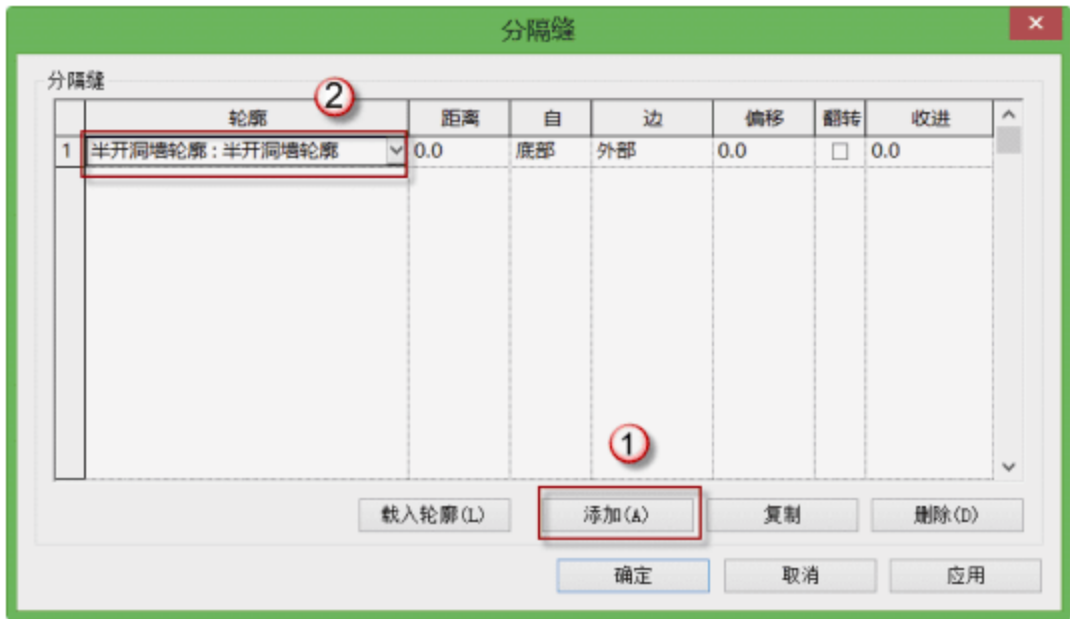 分隔缝
分隔缝
②
轮廓 距离 自 边 偏移 翻转 收进
1 半开洞墙轮廓 : 半开洞墙轮廓 0.0 底部 外部 0.0 0.0
①
载入轮廓(L) 添加(A) 复制 删除(D)
确定 取消 应用